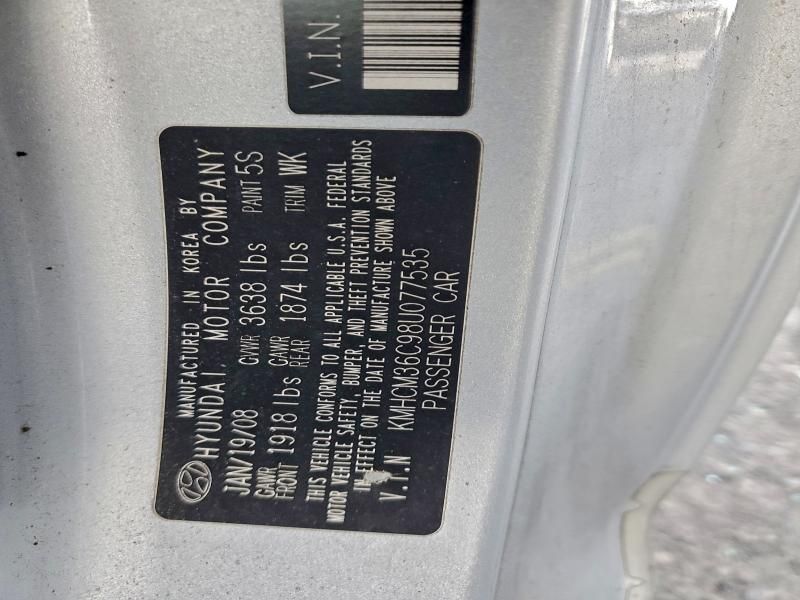 V.I.N.
MANUFACTURED IN KOREA BY
HYUNDAI MOTOR COMPANY
JAN/19/08 GVWR 3638 lbs PAINT 5S
GAWR FRONT 1918 lbs GAWR REAR 1874 lbs TRIM WK
THIS VEHICLE CONFORMS TO ALL APPLICABLE U.S.A. FEDERAL
MOTOR VEHICLE SAFETY, BUMPER, AND THEFT PREVENTION STANDARDS
IN EFFECT ON THE DATE OF MANUFACTURE SHOWN ABOVE
V.I.N KMHCM36C98U077535
PASSENGER CAR